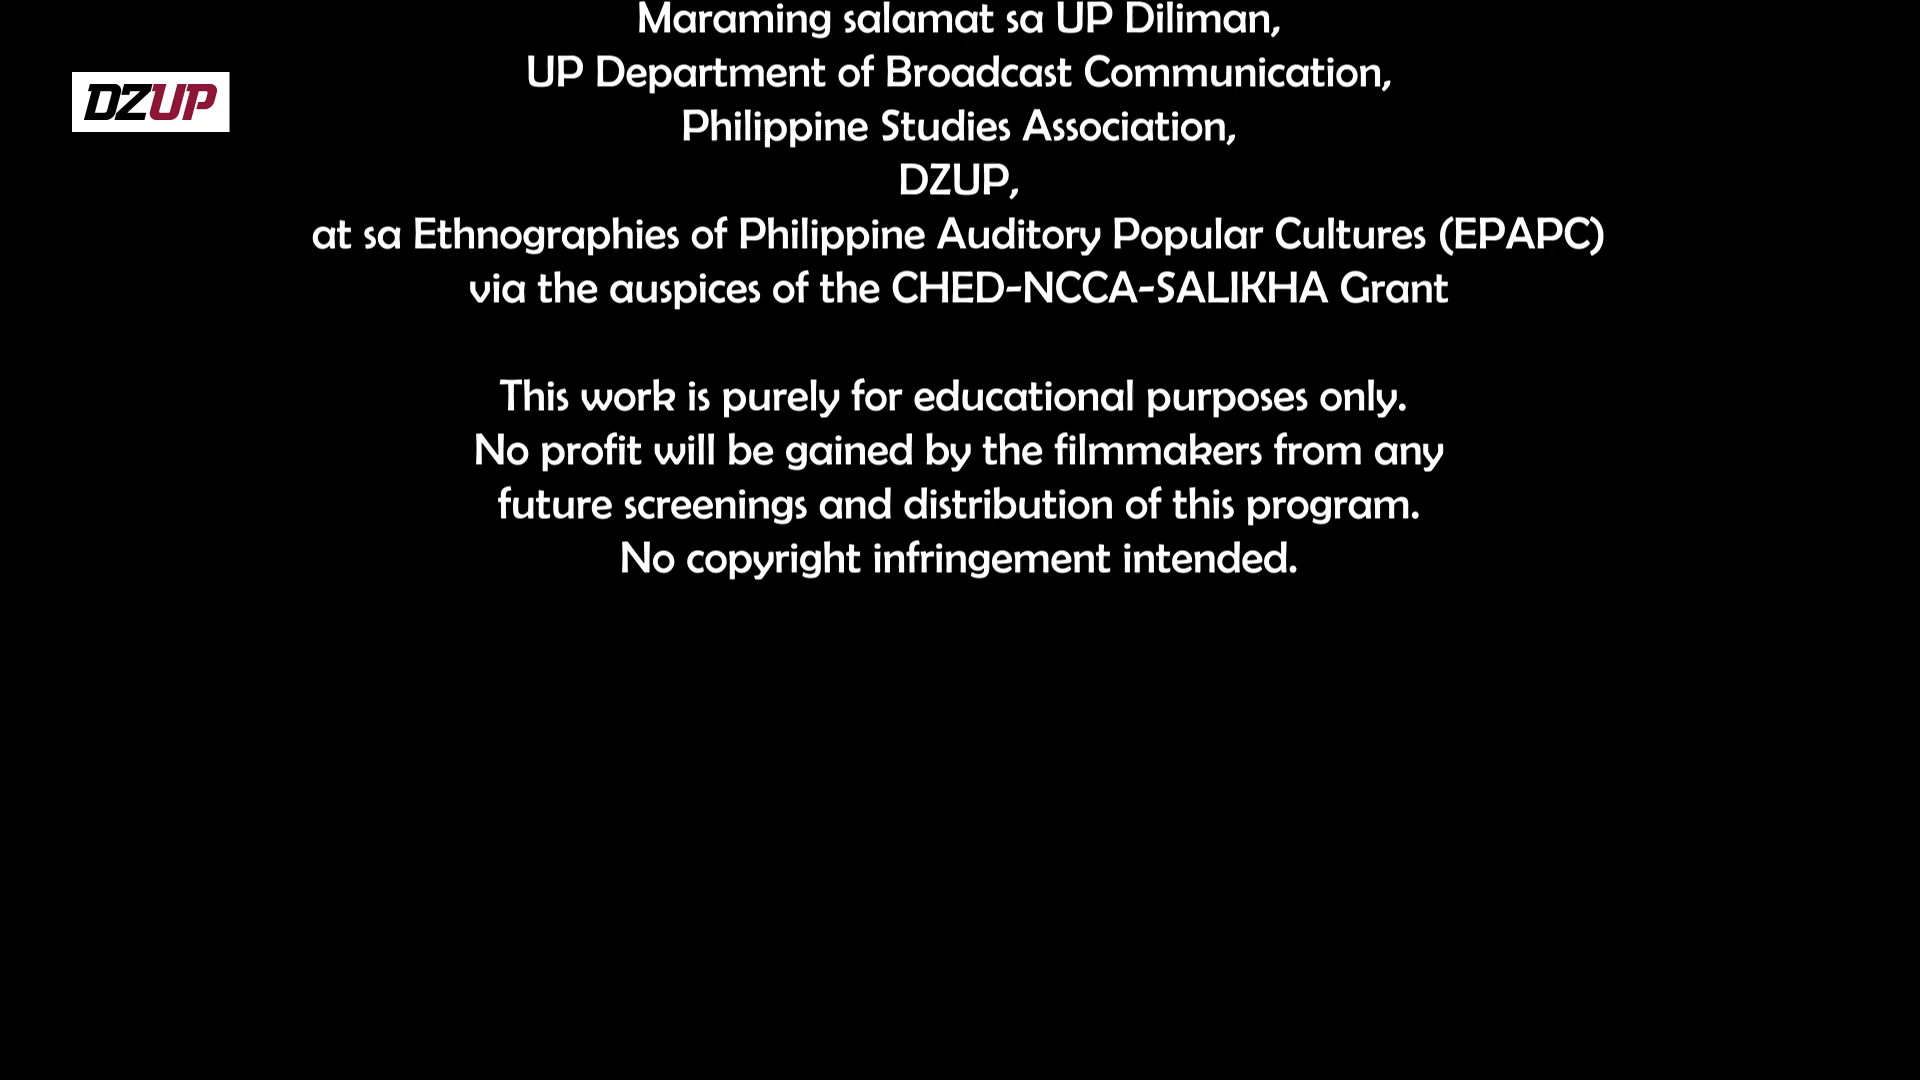 Maraming salamat sa UP Diliman,
UP Department of Broadcast Communication,
DZUP
Philippine Studies Association,
DZUP,
at sa Ethnographies of Philippine Auditory Popular Cultures (EPAPC)
via the auspices of the CHED-NCCA-SALIKHA Grant
This work is purely for educational purposes only.
No profit will be gained by the filmmakers from any
future screenings and distribution of this program.
No copyright infringement intended.